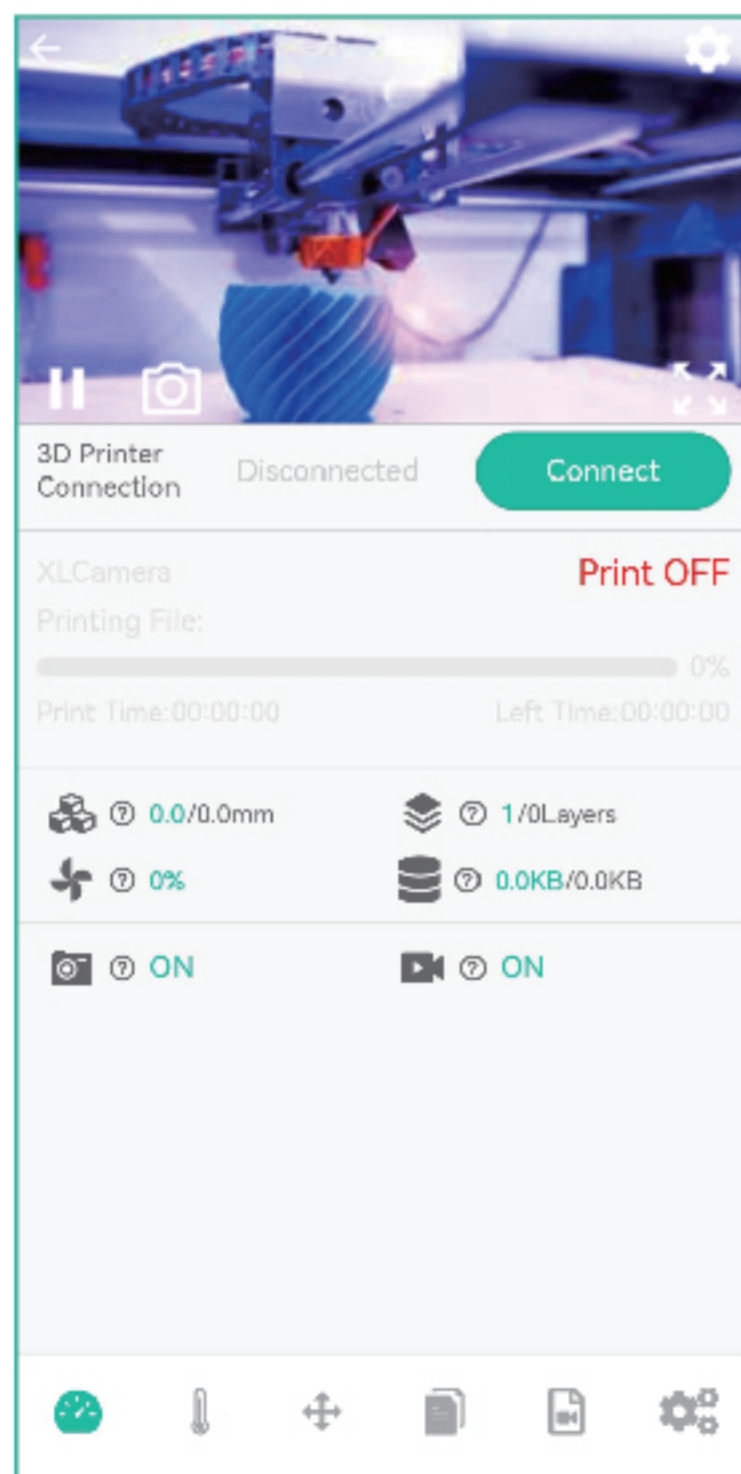 3D Printer
Connection
Disconnected
Connect
XLCamera
Print OFF
Printing File:
0%
Print Time:00:00:00
Left Time:00:00:00
0.0/0.0mm
1/0Layers
0%
0.0KB/0.0KB
ON
ON